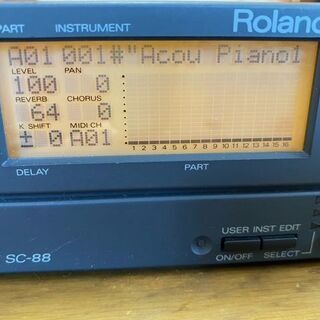 PART INSTRUMENT Roland
A01 001#"Acou Piano1
LEVEL PAN
100 0
REVERB CHORUS
64 0
K SHIFT MIDI CH
± 0 A01
1 2 3 4 5 6 7 8 9 10 11 12 13 14 15 16
DELAY PART
USER INST EDIT
SC-88
ON/OFF SELECT